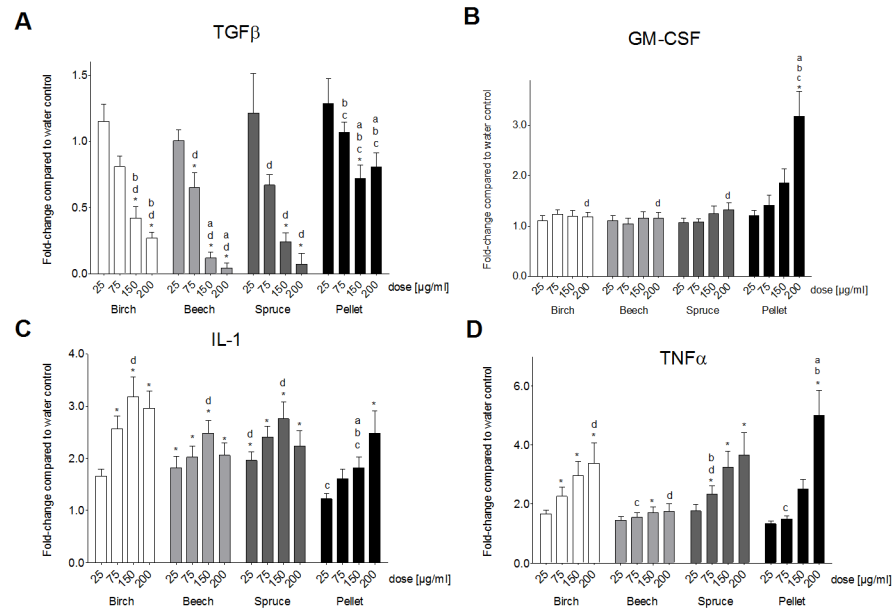 A
TGFβ
Fold-change compared to water control
1.5
1.0
0.5
0.0
b
d
*
b
d
*
d
*
a
d
*
a
d
*
d
d
*
d
*
b
c
a
b
c
*
a
b
c
25 75 150 200 25 75 150 200 25 75 150 200 25 75 150 200 dose [µg/ml]
Birch Beech Spruce Pellet
B
GM-CSF
Fold-change compared to water control
3.0
2.0
1.0
0.0
d
d
d
a
b
c *
25 75 150 200 25 75 150 200 25 75 150 200 25 75 150 200 dose [µg/ml]
Birch Beech Spruce Pellet
C
IL-1
Fold-change compared to water control
4.0
3.0
2.0
1.0
0.0
*
d
*
*
*
*
d
*
*
d
*
*
d
*
*
c
a
b
c
*
25 75 150 200 25 75 150 200 25 75 150 200 25 75 150 200 dose [µg/ml]
Birch Beech Spruce Pellet
D
TNFα
Fold-change compared to water control
6.0
4.0
2.0
0.0
*
*
d
*
c
*
d
b
d
*
*
*
c
a
b
*
25 75 150 200 25 75 150 200 25 75 150 200 25 75 150 200 dose [µg/ml]
Birch Beech Spruce Pellet